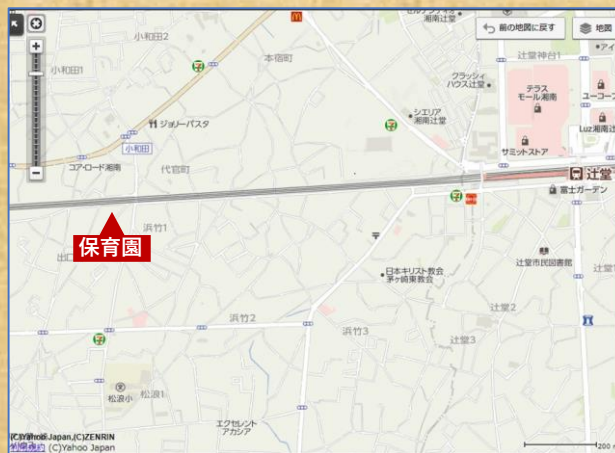 小和田2
本宿町
湘南辻堂
前の地図に戻す
地図
小和田1
辻堂神台1
クラッシィ
ハウス辻堂
テラス
モール湘南
シエリア
湘南辻堂
Luz湘南辻
サミットストア
ジョリーパスタ
小和田
コア・ロード湘南
代官町
辻堂
富士ガーデン
浜竹1
保育園
出口
日本キリスト教会
茅ヶ崎東教会
辻堂市民図書館
辻堂2
浜竹2
浜竹3
辻堂3
松浪小
松浪1
エクセレント
アカシア
(C)Yahoo Japan,(C)ZENRIN
(C)Yahoo Japan
200 m